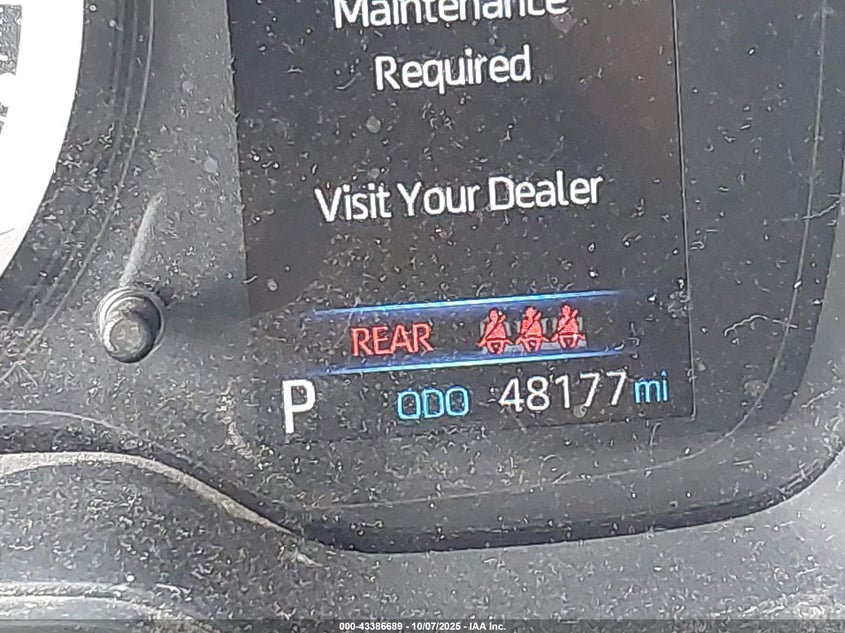 Maintenance
Required
Visit Your Dealer
REAR
P ODO 48177 mi
000-43386689 - 10/07/2025 - IAA Inc.